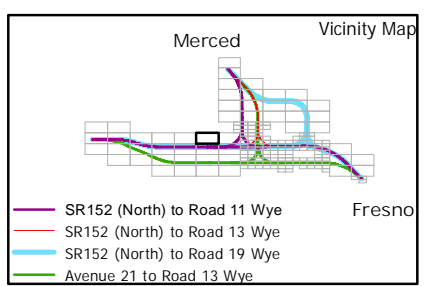 Vicinity Map
Merced
SR152 (North) to Road 11 Wye
Fresno
SR152 (North) to Road 13 Wye
SR152 (North) to Road 19 Wye
Avenue 21 to Road 13 Wye